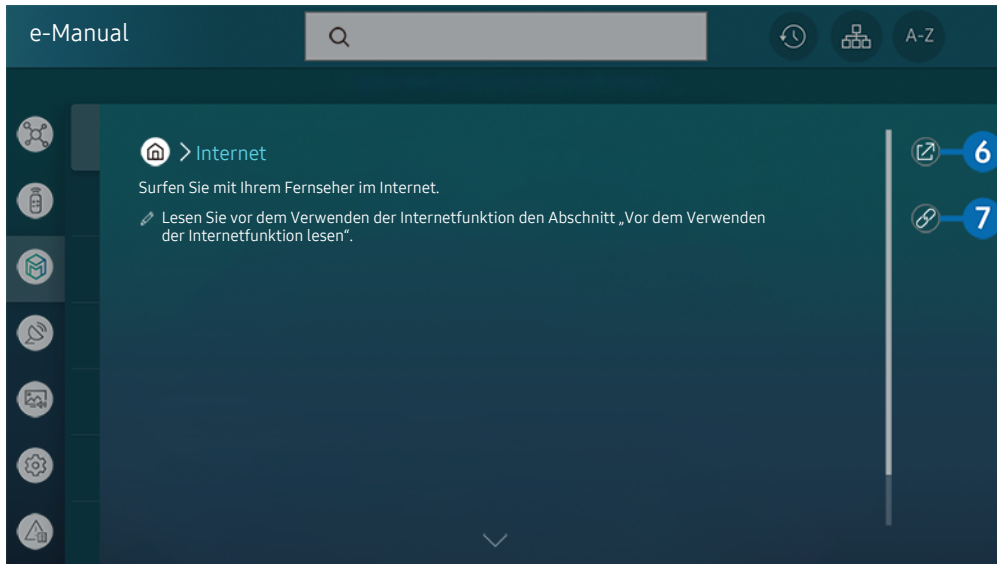 e-Manual
A-Z
> Internet
6
Surfen Sie mit Ihrem Fernseher im Internet.
Lesen Sie vor dem Verwenden der Internetfunktion den Abschnitt „Vor dem Verwenden
der Internetfunktion lesen“.
7